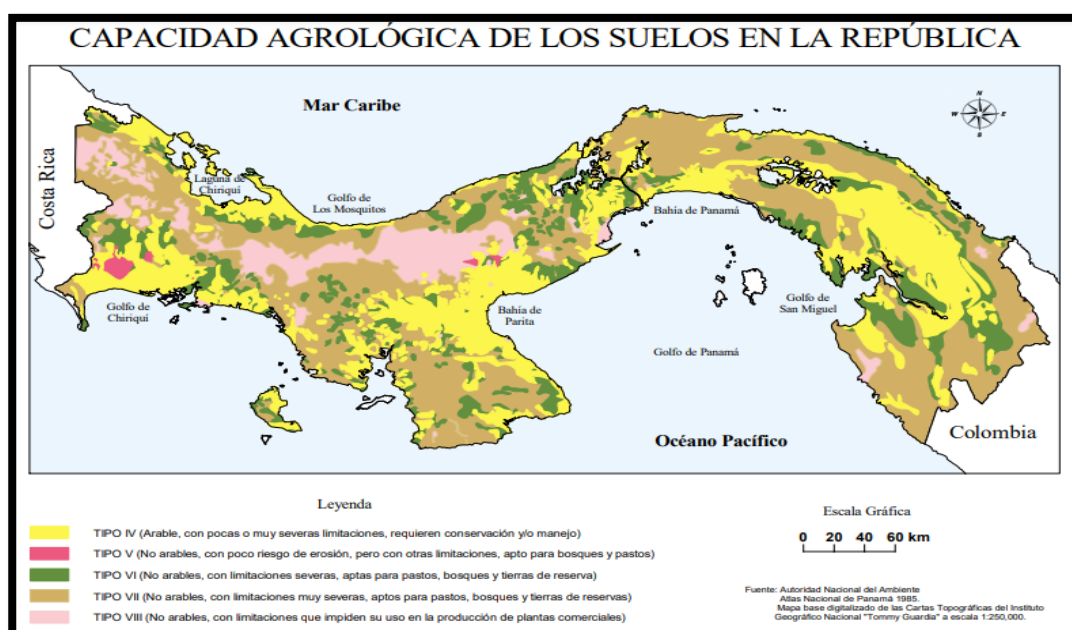 CAPACIDAD AGROLÓGICA DE LOS SUELOS EN LA REPÚBLICA
Mar Caribe
N
W E
S
Costa Rica
Laguna de
Chiriquí
Golfo de
Los Mosquitos
Bahía de Panamá
Golfo de
Chiriquí
Bahía de
Parita
Golfo de
San Miguel
Golfo de Panamá
Océano Pacífico
Colombia
Leyenda
TIPO IV (Arable, con pocas o muy severas limitaciones, requieren conservación y/o manejo)
TIPO V (No arables, con poco riesgo de erosión, pero con otras limitaciones, apto para bosques y pastos)
TIPO VI (No arables, con limitaciones severas, aptas para pastos, bosques y tierras de reserva)
TIPO VII (No arables, con limitaciones muy severas, aptos para pastos, bosques y tierras de reservas)
TIPO VIII (No arables, con limitaciones que impiden su uso en la producción de plantas comerciales)
Escala Gráfica
0 20 40 60 km
Fuente: Autoridad Nacional del Ambiente
Atlas Nacional de Panamá 1985.
Mapa base digitalizado de las Cartas Topográficas del Instituto
Geográfico Nacional "Tommy Guardia" a escala 1:250,000.